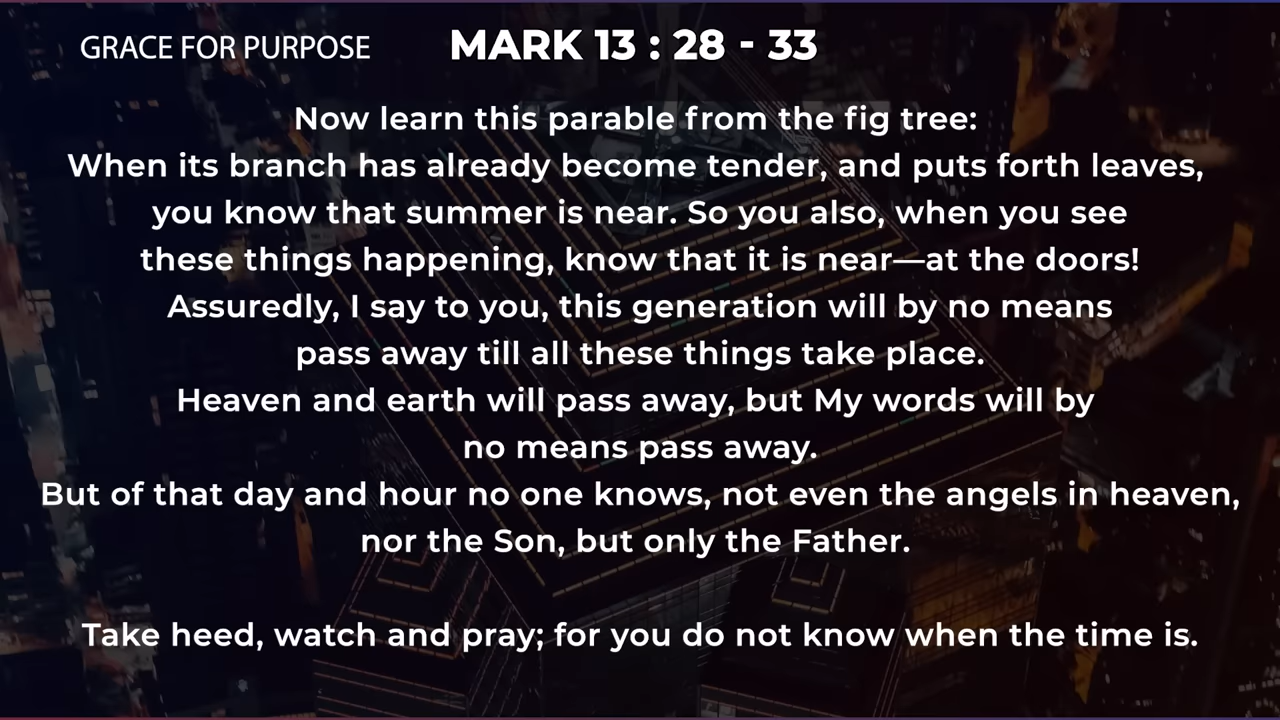 GRACE FOR PURPOSE
MARK 13 : 28 - 33
Now learn this parable from the fig tree:
When its branch has already become tender, and puts forth leaves,
you know that summer is near. So you also, when you see
these things happening, know that it is near—at the doors!
Assuredly, I say to you, this generation will by no means
pass away till all these things take place.
Heaven and earth will pass away, but My words will by
no means pass away.
But of that day and hour no one knows, not even the angels in heaven,
nor the Son, but only the Father.
Take heed, watch and pray; for you do not know when the time is.